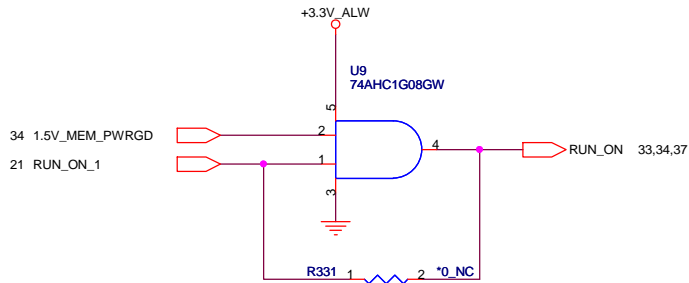 +3.3V_ALW
U9
74AHC1G08GW
5
34 1.5V_MEM_PWRGD
2
4
RUN_ON 33,34,37
21 RUN_ON_1
1
3
R331 1 2 *0_NC